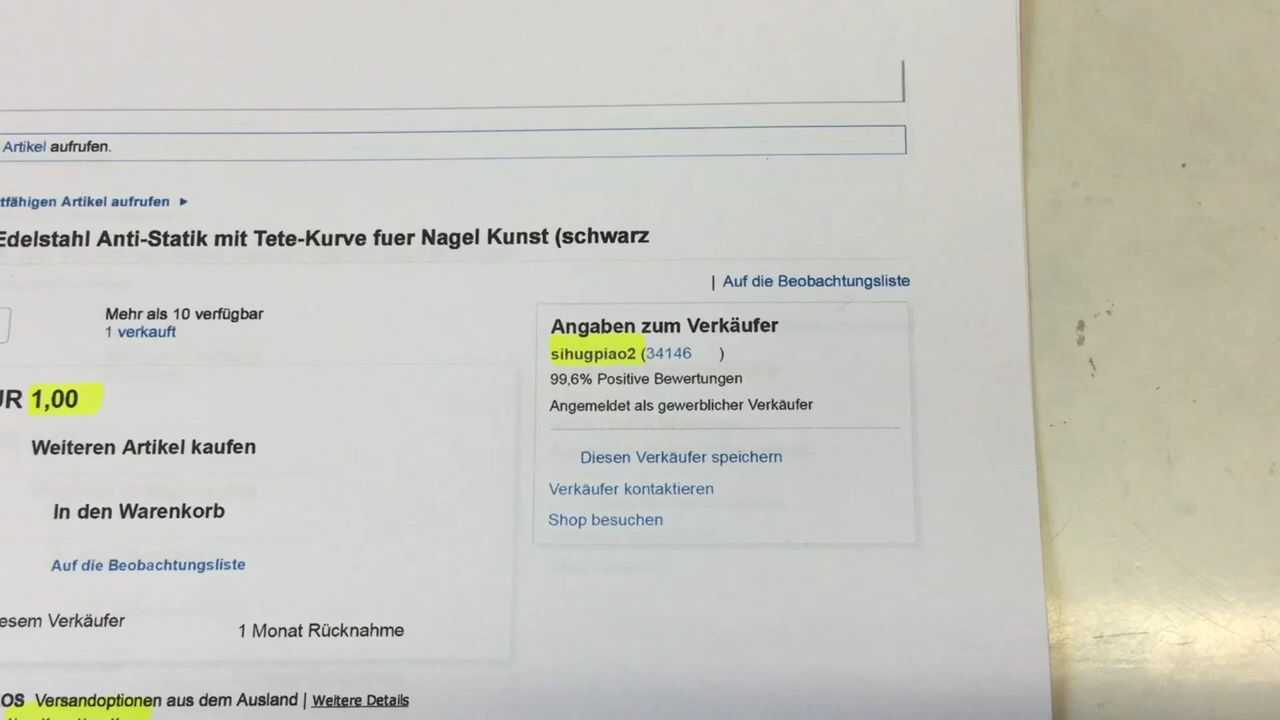 Artikel aufrufen.
tfähigen Artikel aufrufen ►
Edelstahl Anti-Statik mit Tete-Kurve fuer Nagel Kunst (schwarz
| Auf die Beobachtungsliste
Mehr als 10 verfügbar
1 verkauft
Angaben zum Verkäufer
sihugpiao2 (34146 )
99,6% Positive Bewertungen
Angemeldet als gewerblicher Verkäufer
Diesen Verkäufer speichern
Verkäufer kontaktieren
Shop besuchen
UR 1,00
Weiteren Artikel kaufen
In den Warenkorb
Auf die Beobachtungsliste
esem Verkäufer
1 Monat Rücknahme
OS Versandoptionen aus dem Ausland | Weitere Details